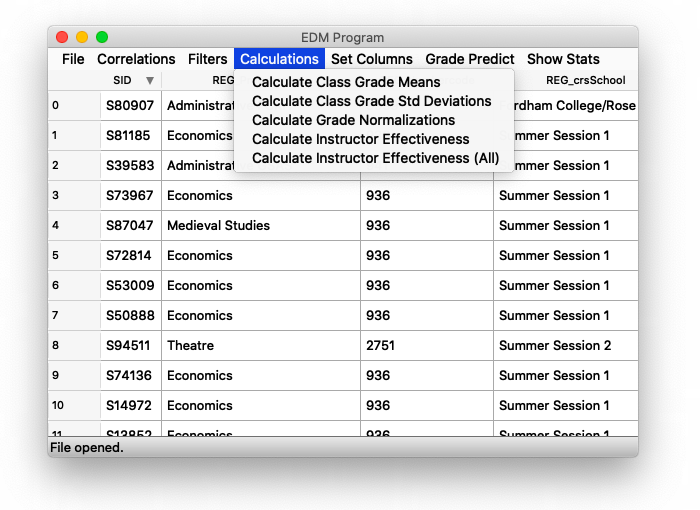 EDM Program
File Correlations Filters Calculations Set Columns Grade Predict Show Stats
SID ▼ REG REG_crsSchool
Calculate Class Grade Means
Calculate Class Grade Std Deviations
Calculate Grade Normalizations
Calculate Instructor Effectiveness
Calculate Instructor Effectiveness (All)
0 S80907 Administrat rdham College/Rose
1 S81185 Economics Summer Session 1
2 S39583 Administrat Summer Session 1
3 S73967 Economics 936 Summer Session 1
4 S87047 Medieval Studies 936 Summer Session 1
5 S72814 Economics 936 Summer Session 1
6 S53009 Economics 936 Summer Session 1
7 S50888 Economics 936 Summer Session 1
8 S94511 Theatre 2751 Summer Session 2
9 S74136 Economics 936 Summer Session 1
10 S14972 Economics 936 Summer Session 1
11 S13852 Economics 936 Summer Session 1
File opened.